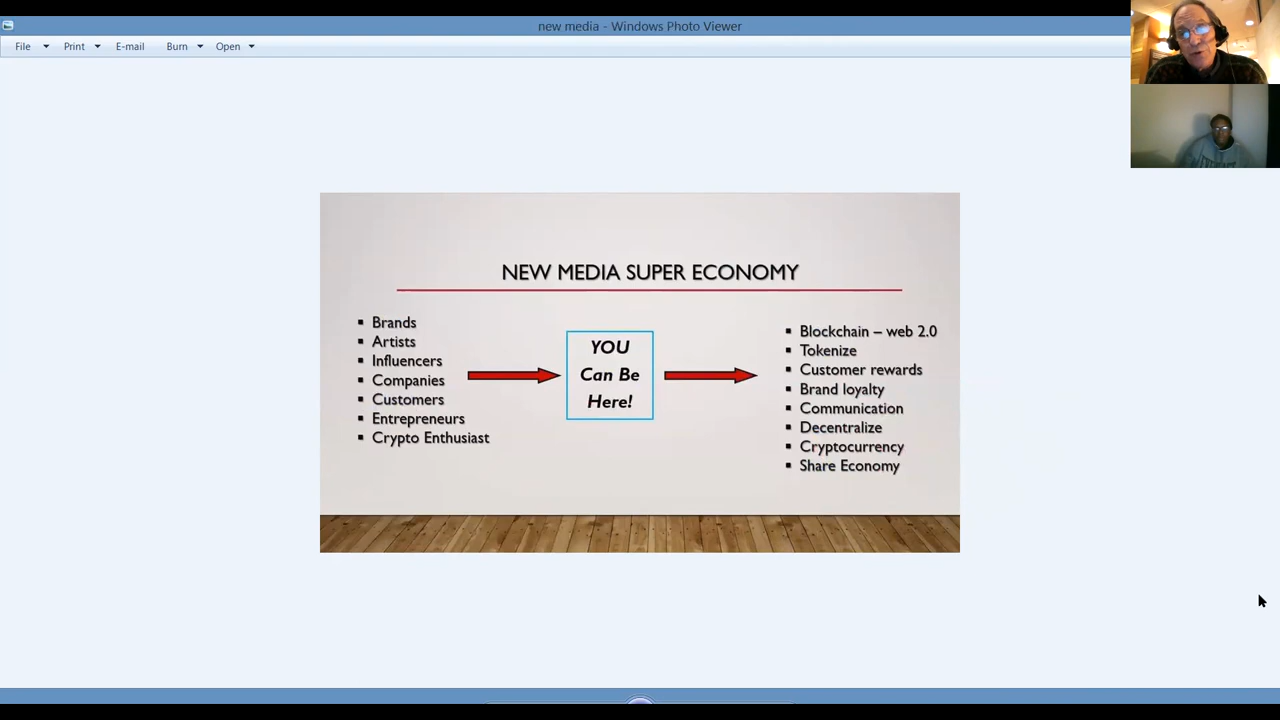 new media - Windows Photo Viewer
File Print E-mail Burn Open
NEW MEDIA SUPER ECONOMY
Brands
Artists
Influencers
Companies
Customers
Entrepreneurs
Crypto Enthusiast
YOU
Can Be
Here!
Blockchain – web 2.0
Tokenize
Customer rewards
Brand loyalty
Communication
Decentralize
Cryptocurrency
Share Economy